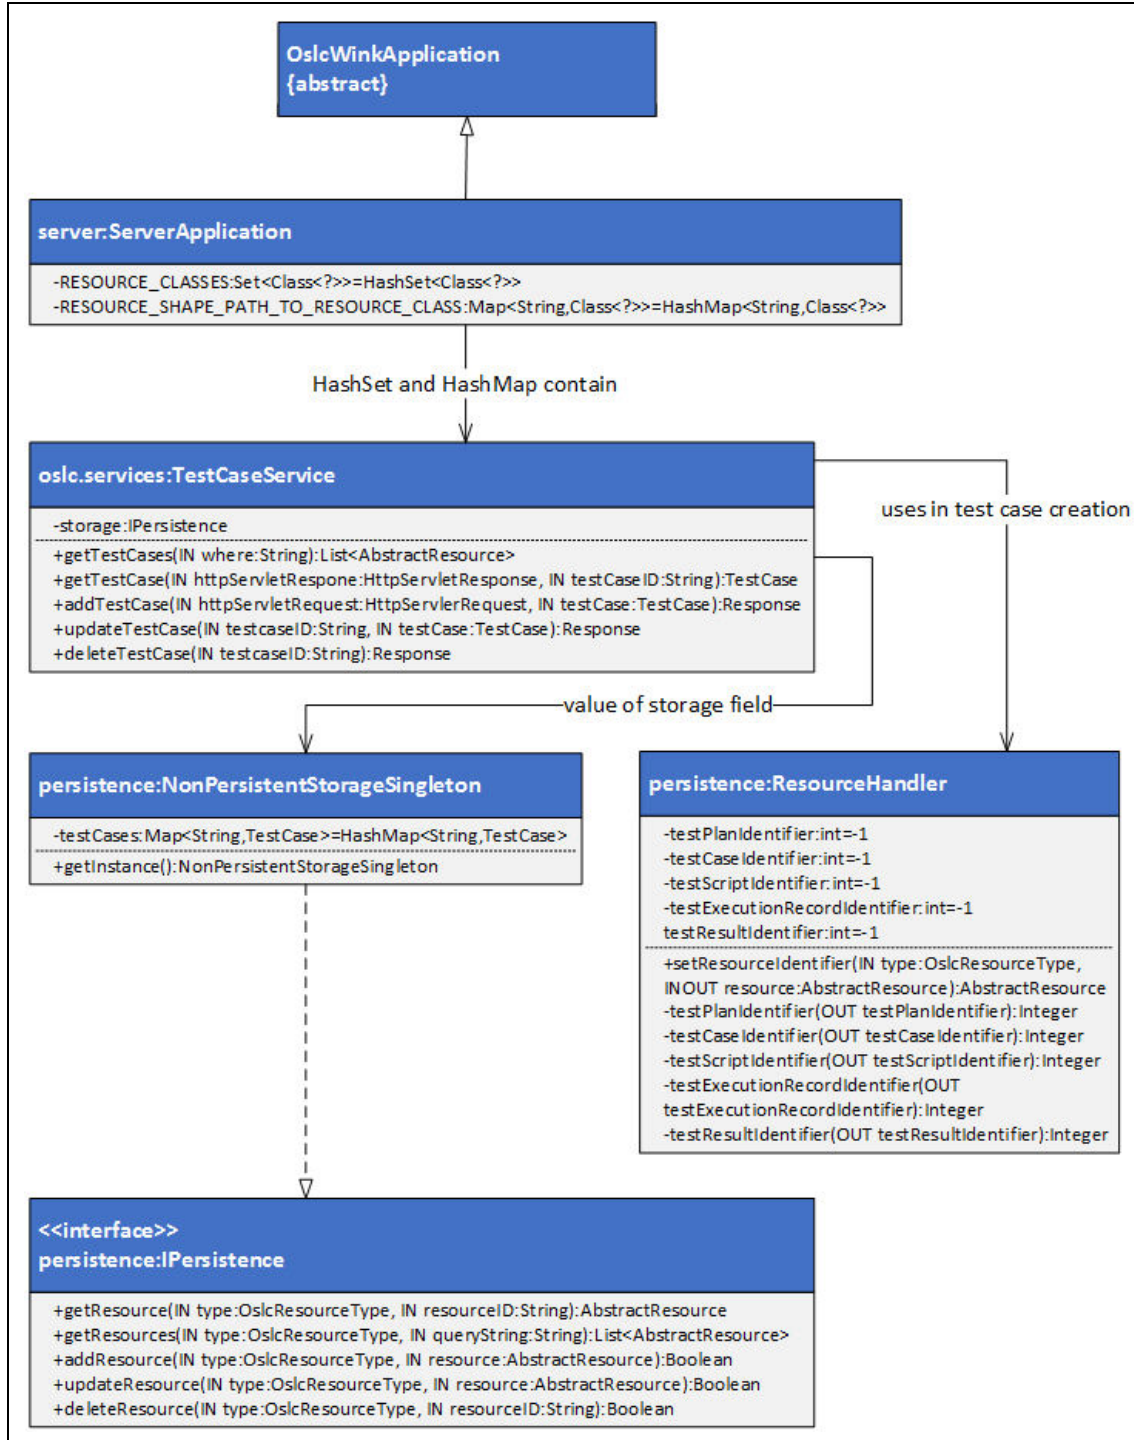 OslcWinkApplication
{abstract}
server:ServerApplication
-RESOURCE_CLASSES:Set<Class<?>>=HashSet<Class<?>>
-RESOURCE_SHAPE_PATH_TO_RESOURCE_CLASS:Map<String,Class<?>>=HashMap<String,Class<?>>
HashSet and HashMap contain
oslc.services:TestCaseService
-storage:IPersistence
+getTestCases(IN where:String):List<AbstractResource>
+getTestCase(IN httpServletRespone:HttpServletResponse, IN testCaseID:String):TestCase
+addTestCase(IN httpServletRequest:HttpServlerRequest, IN testCase:TestCase):Response
+updateTestCase(IN testcaseID:String, IN testCase:TestCase):Response
+deleteTestCase(IN testcaseID:String):Response
uses in test case creation
value of storage field
persistence:NonPersistentStorageSingleton
-testCases:Map<String,TestCase>=HashMap<String,TestCase>
+getInstance():NonPersistentStorageSingleton
persistence:ResourceHandler
-testPlanIdentifier:int=-1
-testCaseIdentifier:int=-1
-testScriptIdentifier:int=-1
-testExecutionRecordIdentifier:int=-1
testResultIdentifier:int=-1
+setResourceIdentifier(IN type:OslcResourceType,
INOUT resource:AbstractResource):AbstractResource
-testPlanIdentifier(OUT testPlanIdentifier):Integer
-testCaseIdentifier(OUT testCaseIdentifier):Integer
-testScriptIdentifier(OUT testScriptIdentifier):Integer
-testExecutionRecordIdentifier(OUT
testExecutionRecordIdentifier):Integer
-testResultIdentifier(OUT testResultIdentifier):Integer
<<interface>>
persistence:IPersistence
+getResource(IN type:OslcResourceType, IN resourceID:String):AbstractResource
+getResources(IN type:OslcResourceType, IN queryString:String):List<AbstractResource>
+addResource(IN type:OslcResourceType, IN resource:AbstractResource):Boolean
+updateResource(IN type:OslcResourceType, IN resource:AbstractResource):Boolean
+deleteResource(IN type:OslcResourceType, IN resourceID:String):Boolean